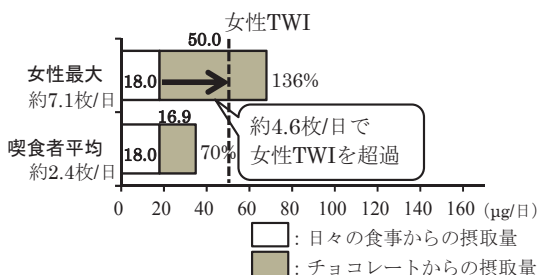 女性TWI
50.0
女性最大
約7.1枚/日
18.0
136%
16.9
約4.6枚/日で
女性TWIを超過
喫食者平均
約2.4枚/日
18.0
70%
0 20 40 60 80 100 120 140 160 (μg/日)
：日々の食事からの摂取量
：チョコレートからの摂取量